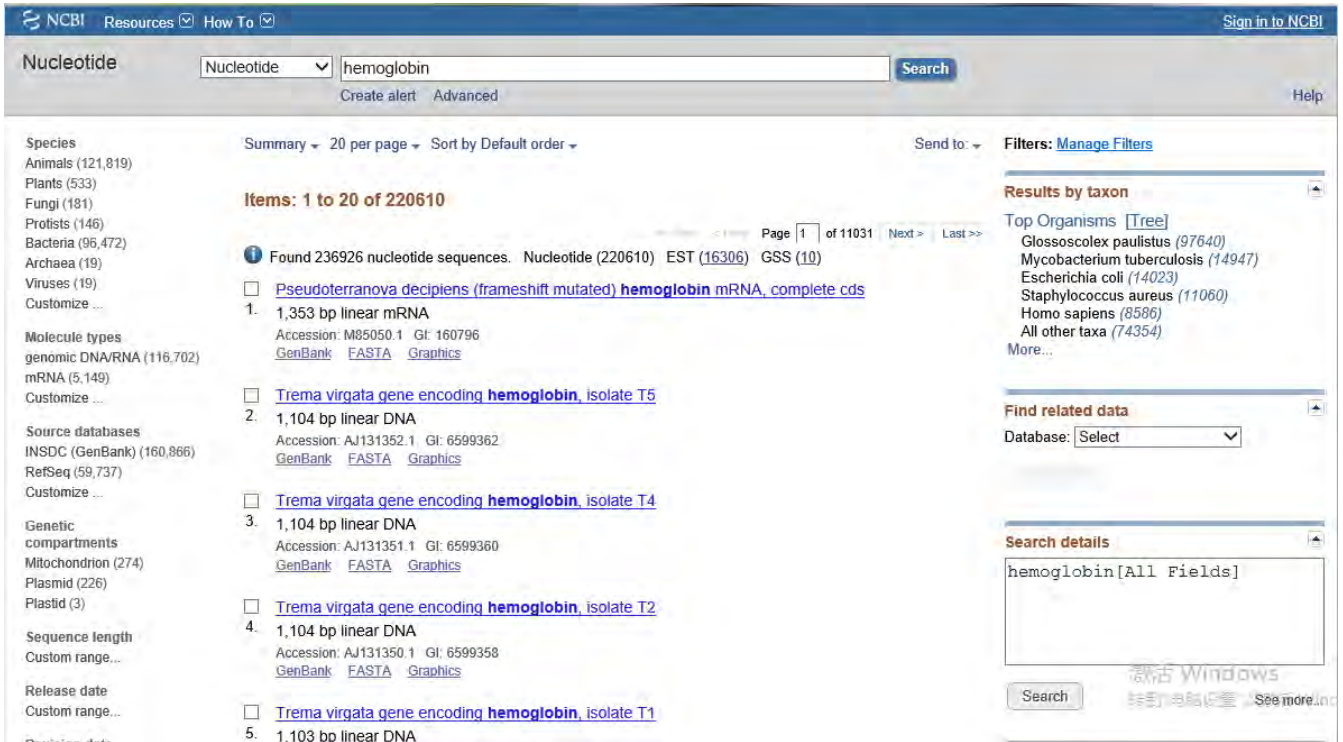 NCBI Resources How To Sign in to NCBI
Nucleotide Nucleotide hemoglobin Search
Create alert Advanced Help
Species
Animals (121,819)
Plants (533)
Fungi (181)
Protists (146)
Bacteria (96,472)
Archaea (19)
Viruses (19)
Customize ...
Molecule types
genomic DNA/RNA (116,702)
mRNA (5,149)
Customize ...
Source databases
INSDC (GenBank) (160,866)
RefSeq (59,737)
Customize ...
Genetic
compartments
Mitochondrion (274)
Plasmid (226)
Plastid (3)
Sequence length
Custom range...
Release date
Custom range...
Summary 20 per page Sort by Default order Send to:
Items: 1 to 20 of 220610
Page 1 of 11031 Next > Last >>
Found 236926 nucleotide sequences. Nucleotide (220610) EST (16306) GSS (10)
Pseudoterranova decipiens (frameshift mutated) hemoglobin mRNA, complete cds
1. 1,353 bp linear mRNA
Accession: M85050.1 GI: 160796
GenBank FASTA Graphics
Trema virgata gene encoding hemoglobin, isolate T5
2. 1,104 bp linear DNA
Accession: AJ131352.1 GI: 6599362
GenBank FASTA Graphics
Trema virgata gene encoding hemoglobin, isolate T4
3. 1,104 bp linear DNA
Accession: AJ131351.1 GI: 6599360
GenBank FASTA Graphics
Trema virgata gene encoding hemoglobin, isolate T2
4. 1,104 bp linear DNA
Accession: AJ131350.1 GI: 6599358
GenBank FASTA Graphics
Trema virgata gene encoding hemoglobin, isolate T1
5. 1,103 bp linear DNA
Filters: Manage Filters
Results by taxon
Top Organisms [Tree]
Glossoscolex paulistus (97640)
Mycobacterium tuberculosis (14947)
Escherichia coli (14023)
Staphylococcus aureus (11060)
Homo sapiens (8586)
All other taxa (74354)
More...
Find related data
Database: Select
Search details
hemoglobin[All Fields]
激活 Windows
Search See more...